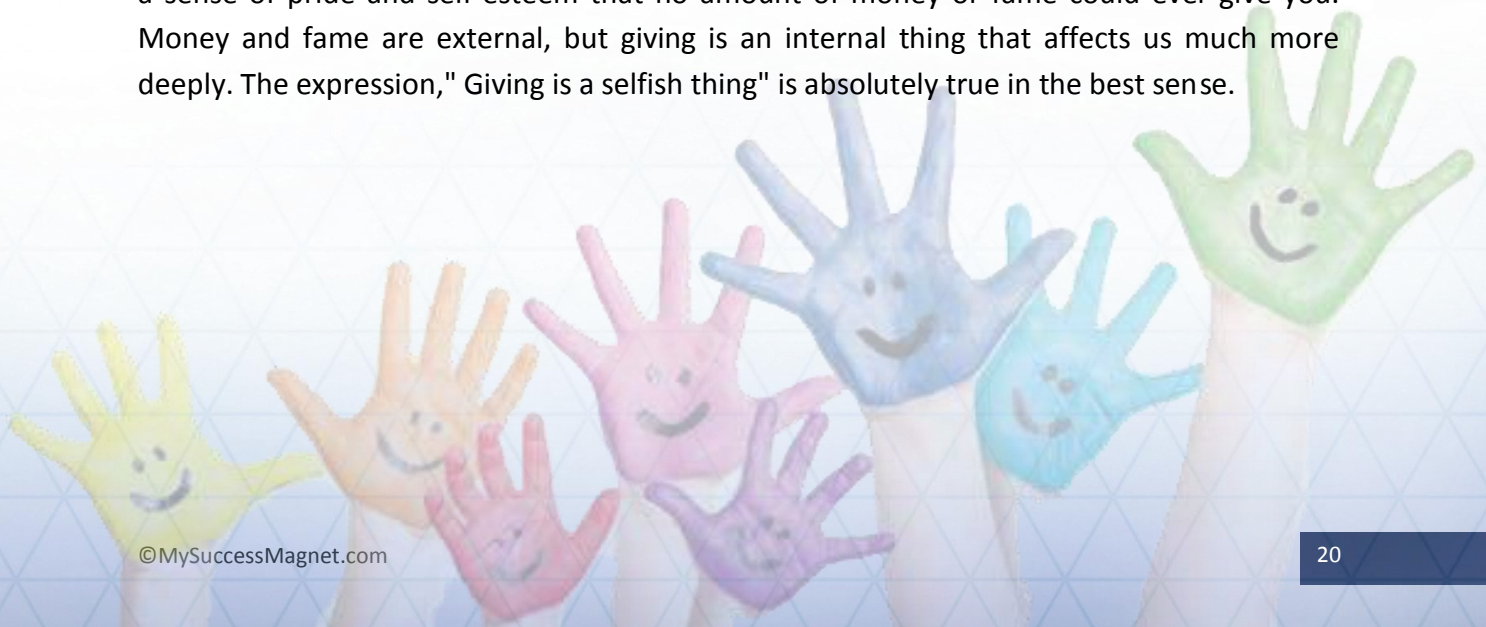 a sense of pride and self esteem that no amount of money or fame could ever give you.
Money and fame are external, but giving is an internal thing that affects us much more
deeply. The expression," Giving is a selfish thing" is absolutely true in the best sense.
©MySuccessMagnet.com
20